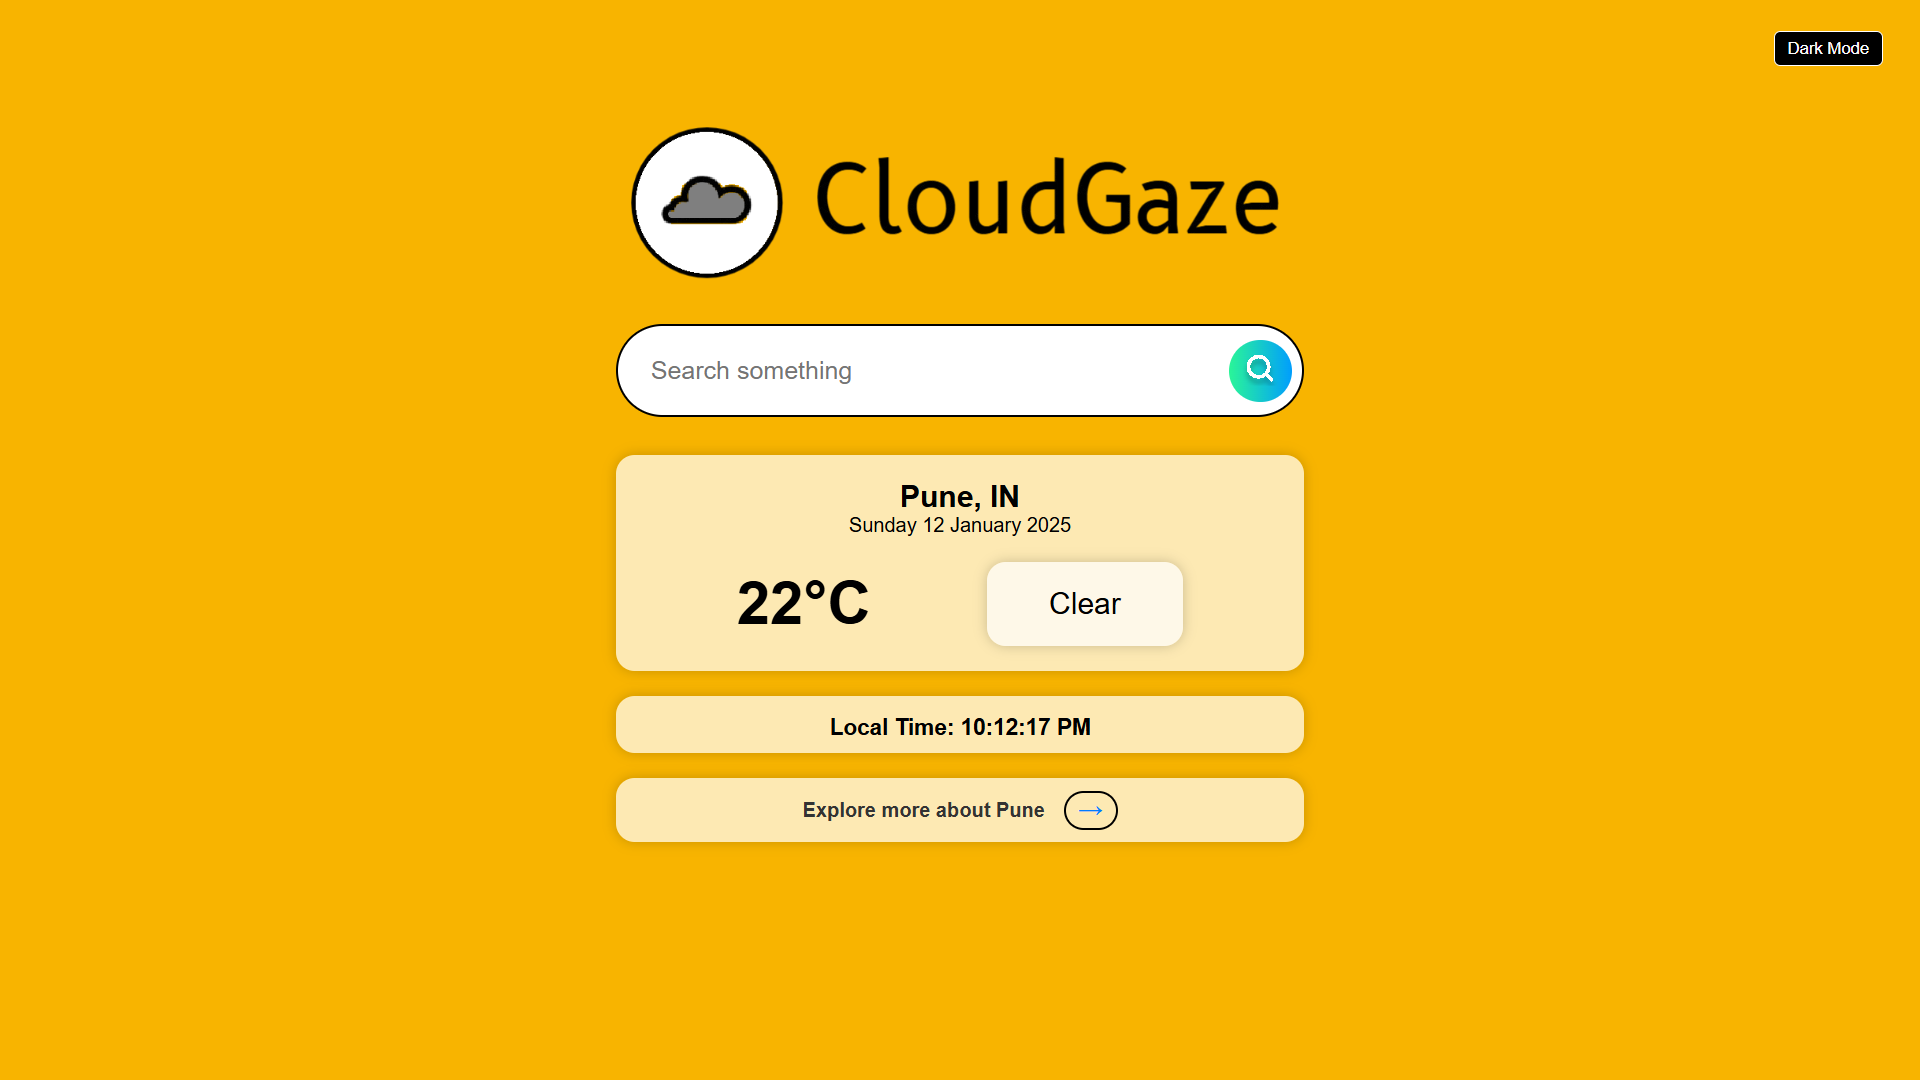 Dark Mode
CloudGaze
Search something
Pune, IN
Sunday 12 January 2025
22°C
Clear
Local Time: 10:12:17 PM
Explore more about Pune →